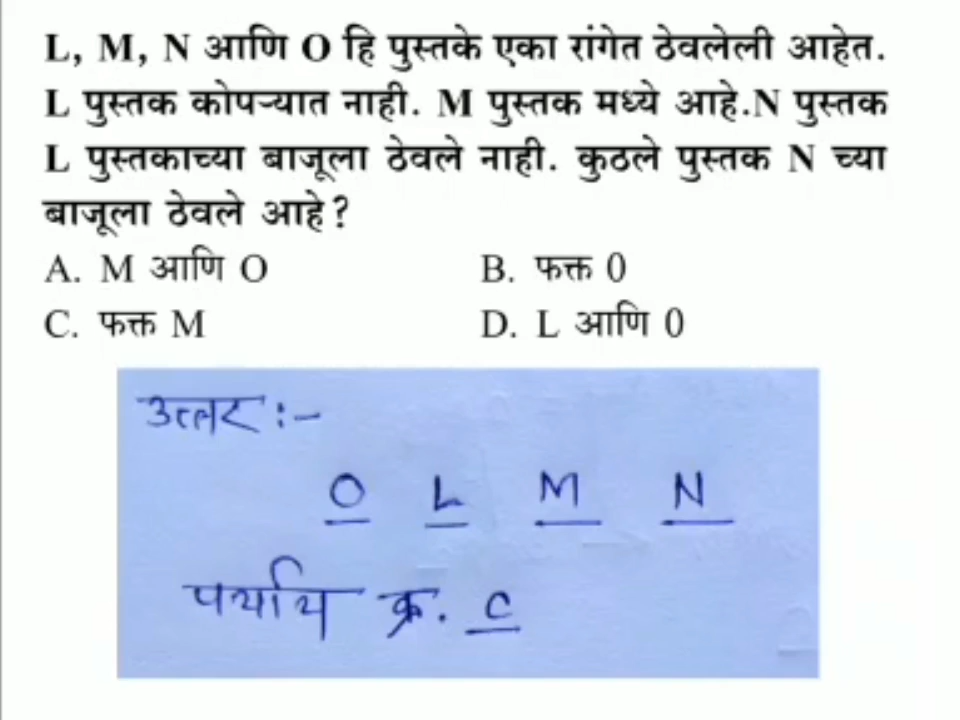 L, M, N आणि O हि पुस्तके एका रांगेत ठेवलेली आहेत.
L पुस्तक कोपऱ्यात नाही. M पुस्तक मध्ये आहे.N पुस्तक
L पुस्तकाच्या बाजूला ठेवले नाही. कुठले पुस्तक N च्या
बाजूला ठेवले आहे?
A. M आणि O B. फक्त 0
C. फक्त M D. L आणि 0
उत्तर :-
O L M N
पर्याय क्र. C